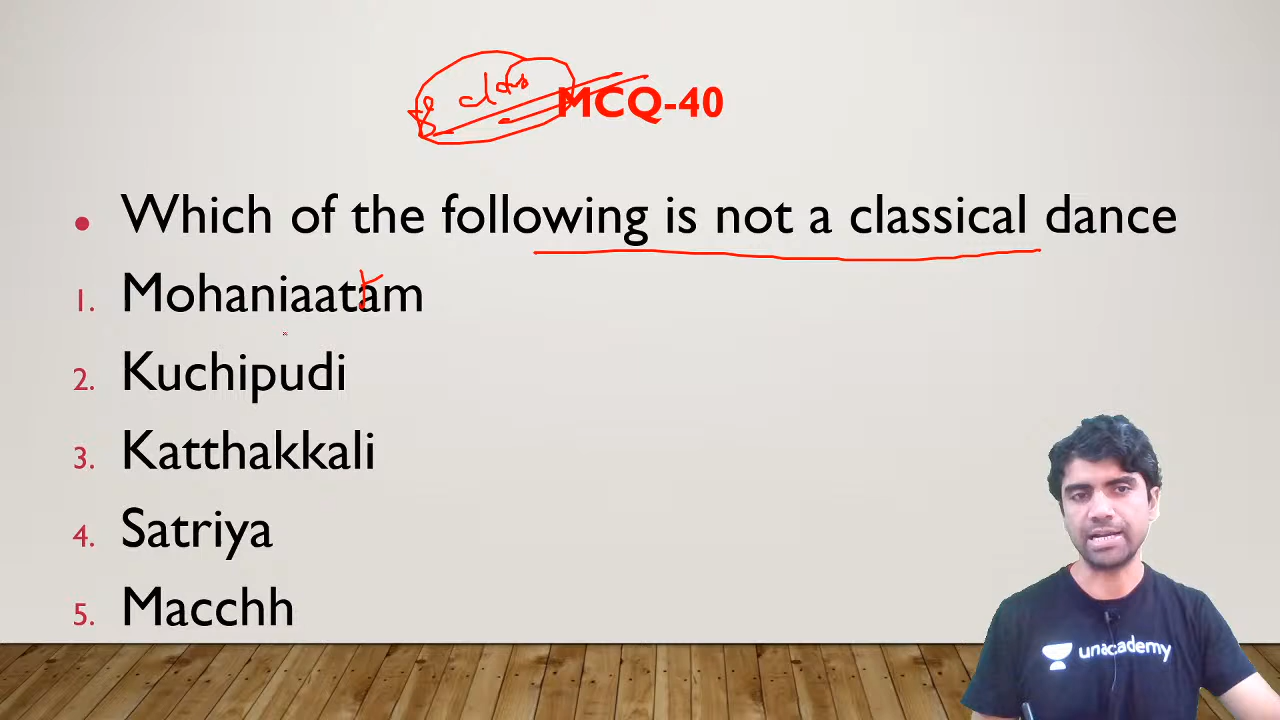 MCQ-40
• Which of the following is not a classical dance
1. Mohaniaatam
2. Kuchipudi
3. Katthakkali
4. Satriya
5. Macchh
unacademy